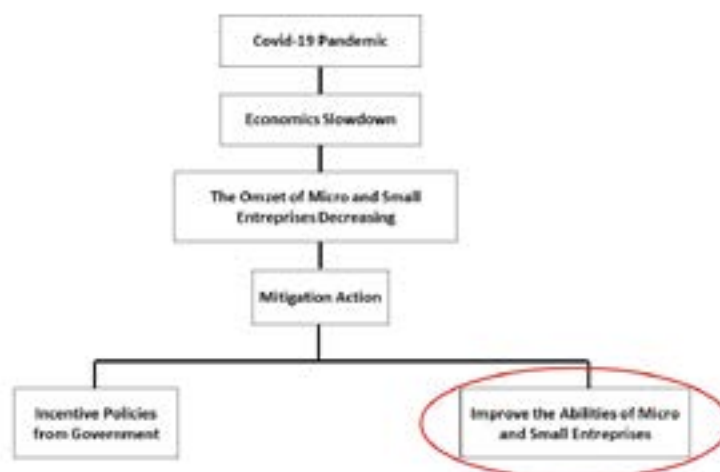 Covid-19 Pandemic
Economics Slowdown
The Omzet of Micro and Small
Entreprises Decreasing
Mitigation Action
Incentive Policies
from Government
Improve the Abilities of Micro
and Small Entreprises